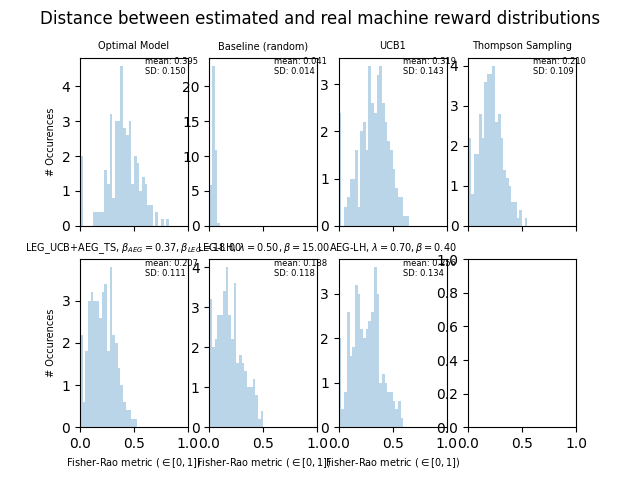 Distance between estimated and real machine reward distributions
Optimal Model
Baseline (random)
UCB1
Thompson Sampling
mean: 0.395
SD: 0.150
mean: 0.041
SD: 0.014
mean: 0.319
SD: 0.143
mean: 0.210
SD: 0.109
# Occurences
4
3
2
1
0
20
15
10
5
0
3
2
1
0
4
3
2
1
0
LEG_UCB+AEG_TS, β_{AEG} = 0.37, β_{LEG}
LEG-LH, λ = 0.50, β = 15.00
AEG-LH, λ = 0.70, β = 0.40
mean: 0.207
SD: 0.111
mean: 0.188
SD: 0.118
mean:
SD: 0.134
# Occurences
3
2
1
0
4
3
2
1
0
3
2
1
0
1.0
0.8
0.6
0.4
0.2
0.0
0.0 0.5 1.0
0.0 0.5 1.0
0.0 0.5 1.0
0.0 0.5 1.0
Fisher-Rao metric (∈ [0, 1])
Fisher-Rao metric (∈ [0, 1])
Fisher-Rao metric (∈ [0, 1])